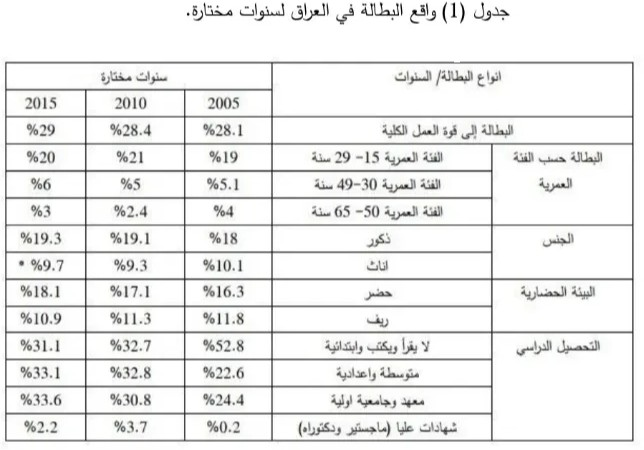 جدول (1) واقع البطالة في العراق لسنوات مختارة.
انواع البطالة/ السنوات سنوات مختارة
2005 2010 2015
البطالة إلى قوة العمل الكلية %28.1 %28.4 %29
البطالة حسب الفئة العمرية الفئة العمرية 15– 29 سنة %19 %21 %20
الفئة العمرية 30–49 سنة %5.1 %5 %6
الفئة العمرية 50– 65 سنة %4 %2.4 %3
الجنس ذكور %18 %19.1 %19.3
اناث %10.1 %9.3 %9.7 *
البيئة الحضارية حضر %16.3 %17.1 %18.1
ريف %11.8 %11.3 %10.9
التحصيل الدراسي لا يقرأ ويكتب وابتدائية %52.8 %32.7 %31.1
متوسطة واعدادية %22.6 %32.8 %33.1
معهد وجامعية اولية %24.4 %30.8 %33.6
شهادات عليا (ماجستير ودكتوراه) %0.2 %3.7 %2.2